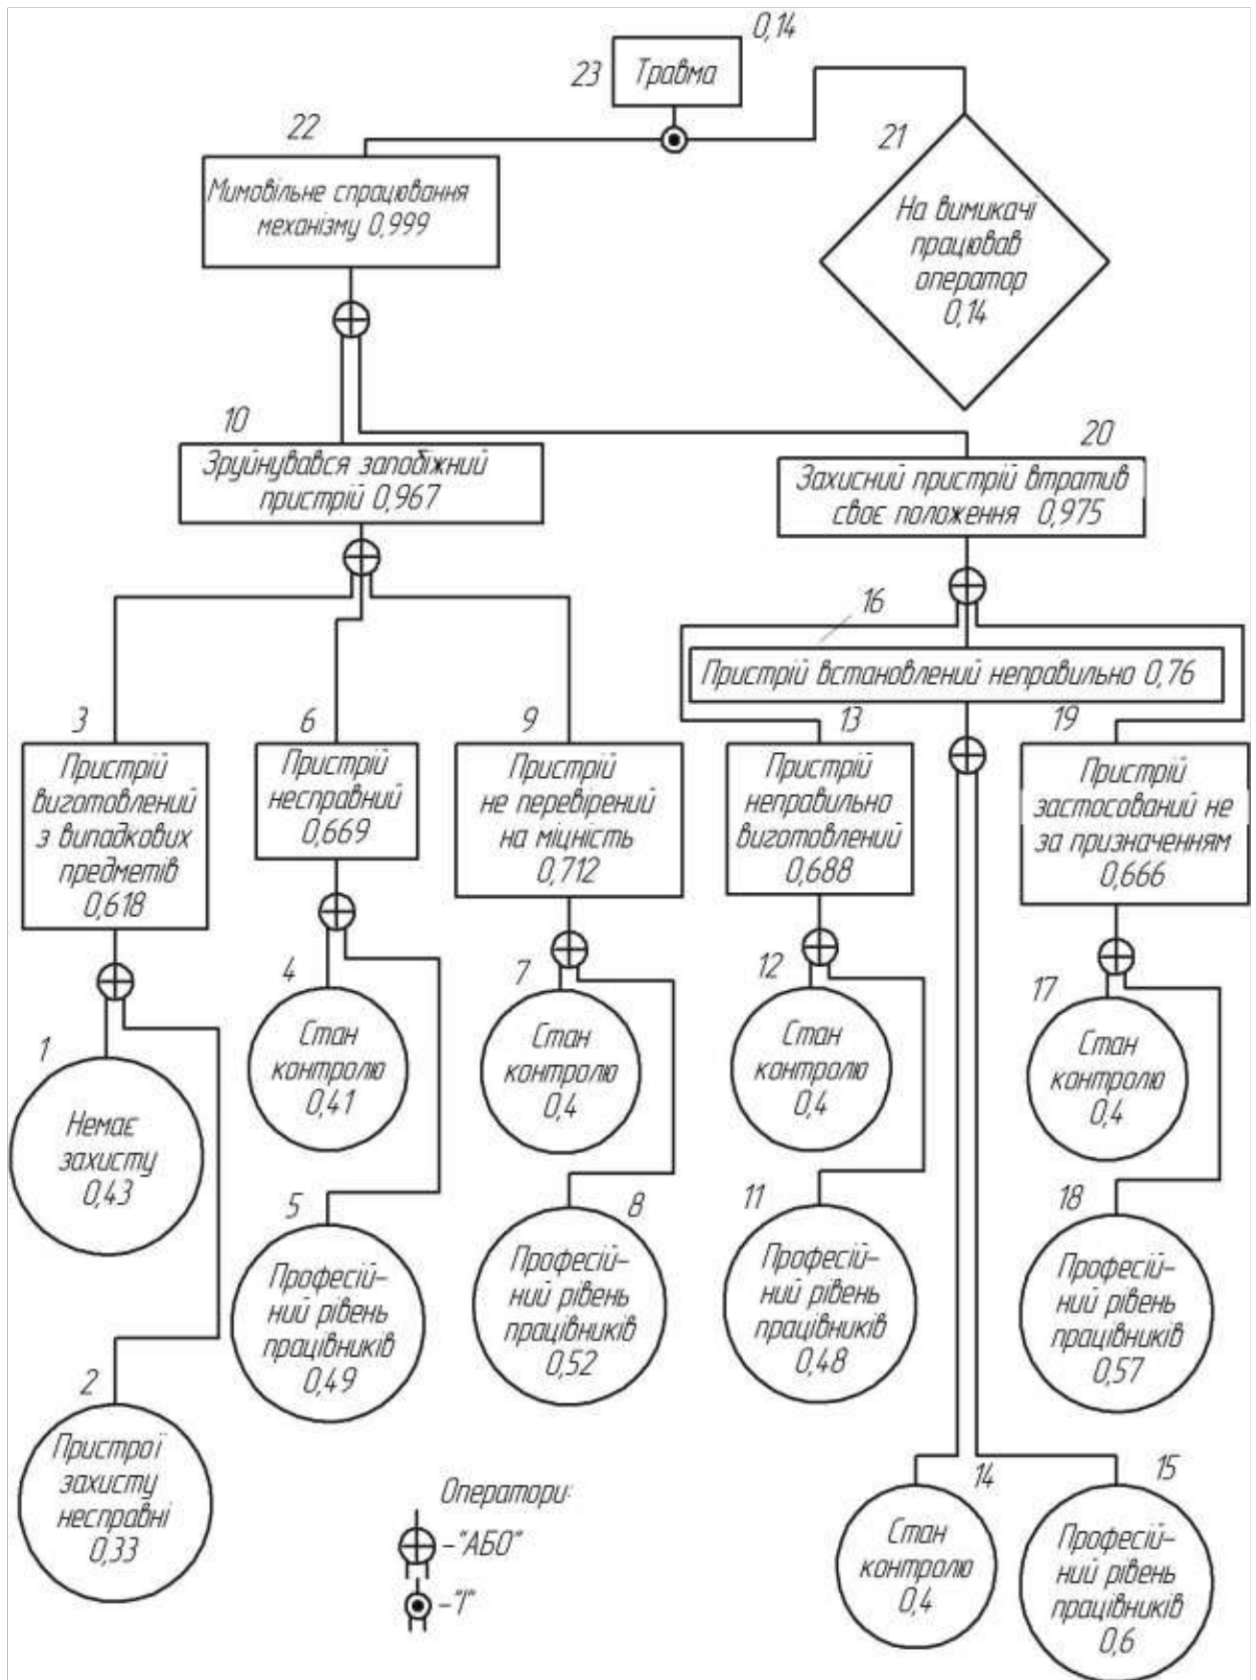 0,14
23
Травма
22
Мимовільне спрацювання
механізму 0,999
21
На вимикачі
працював
оператор
0,14
10
Зруйнувався запобіжний
пристрій 0,967
20
Захисний пристрій втратив
своє положення 0,975
16
Пристрій встановлений неправильно 0,76
3
Пристрій
виготовлений
з випадкових
предметів
0,618
6
Пристрій
несправний
0,669
9
Пристрій
не перевірений
на міцність
0,712
13
Пристрій
неправильно
виготовлений
0,688
19
Пристрій
застосований не
за призначенням
0,666
1
Немає
захисту
0,43
4
Стан
контролю
0,41
7
Стан
контролю
0,4
12
Стан
контролю
0,4
17
Стан
контролю
0,4
5
Професій-
ний рівень
працівників
0,49
8
Професій-
ний рівень
працівників
0,52
11
Професій-
ний рівень
працівників
0,48
18
Професій-
ний рівень
працівників
0,57
2
Пристрої
захисту
несправні
0,33
14
Стан
контролю
0,4
15
Професій-
ний рівень
працівників
0,6
Оператори:
-"АБО"
-"І"